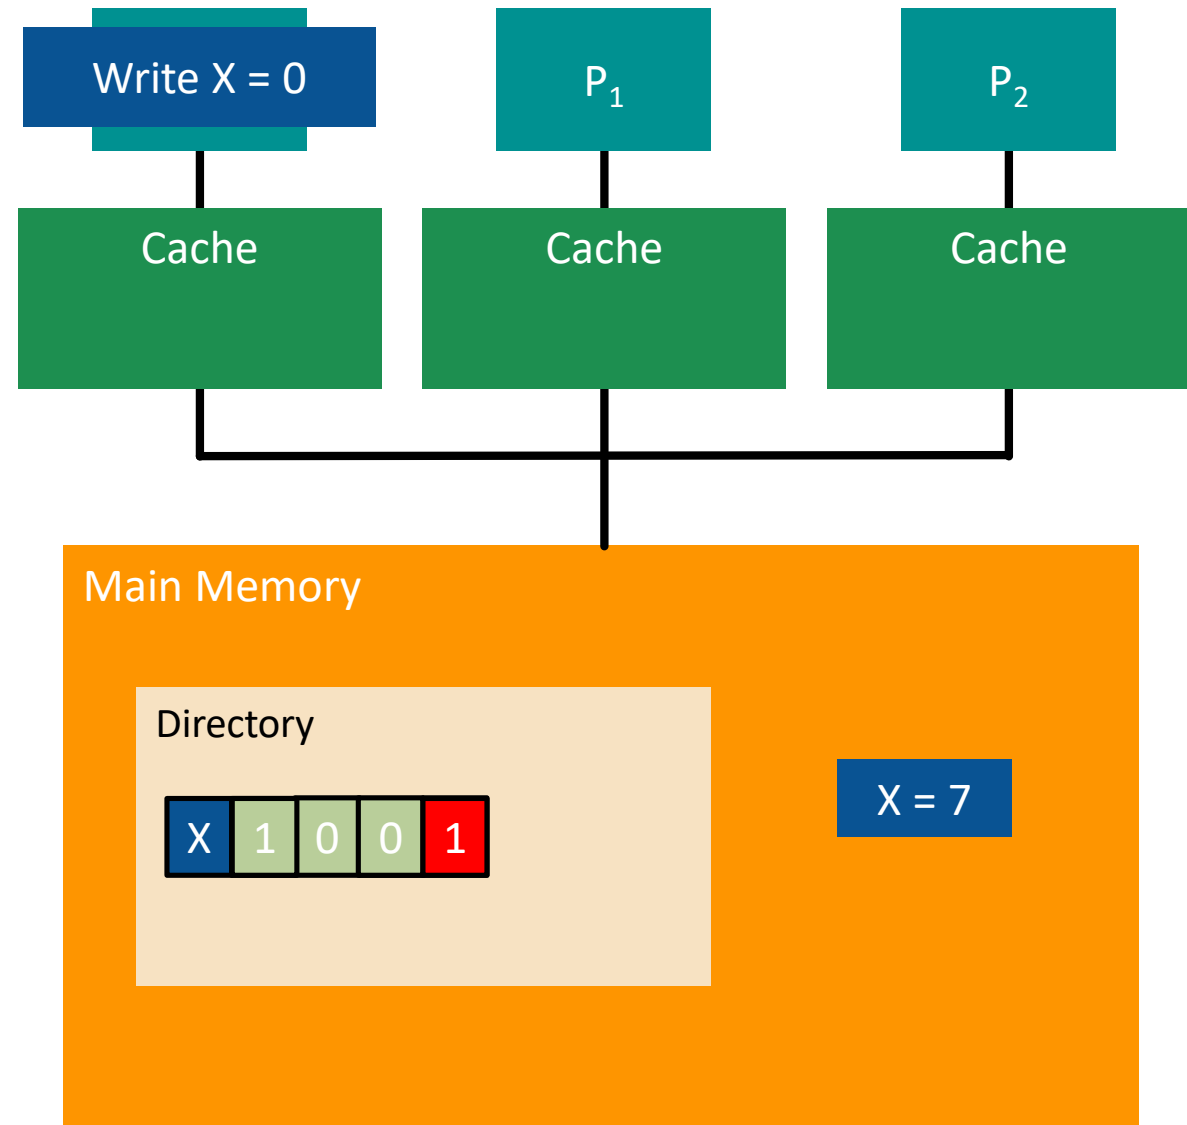 Write X = 0
P1
P2
Cache
Cache
Cache
Main Memory
Directory
X 1 0 0 1
X = 7